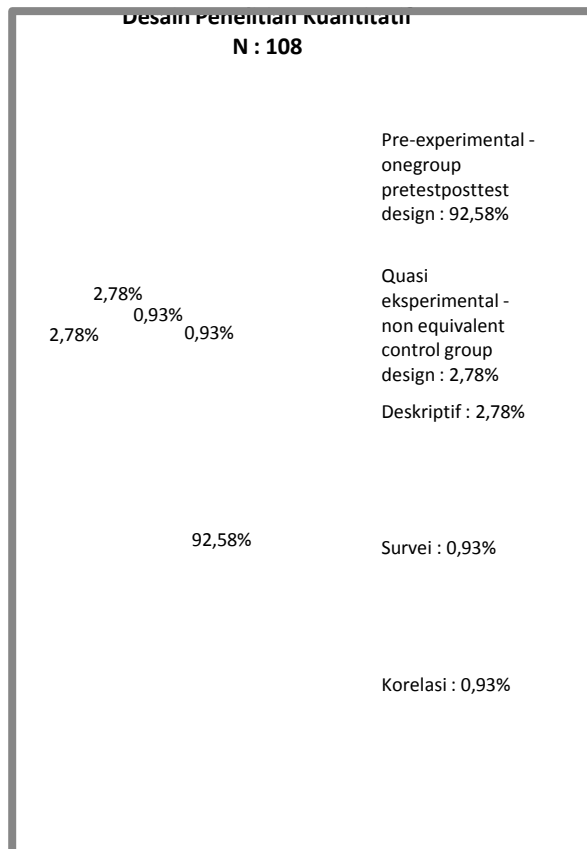 Desain Penelitian Kuantitatif
N : 108
Pre-experimental -
onegroup
pretestposttest
design : 92,58%
Quasi
eksperimental -
non equivalent
control group
design : 2,78%
Deskriptif : 2,78%
Survei : 0,93%
Korelasi : 0,93%
2,78%
0,93%
2,78%
0,93%
92,58%